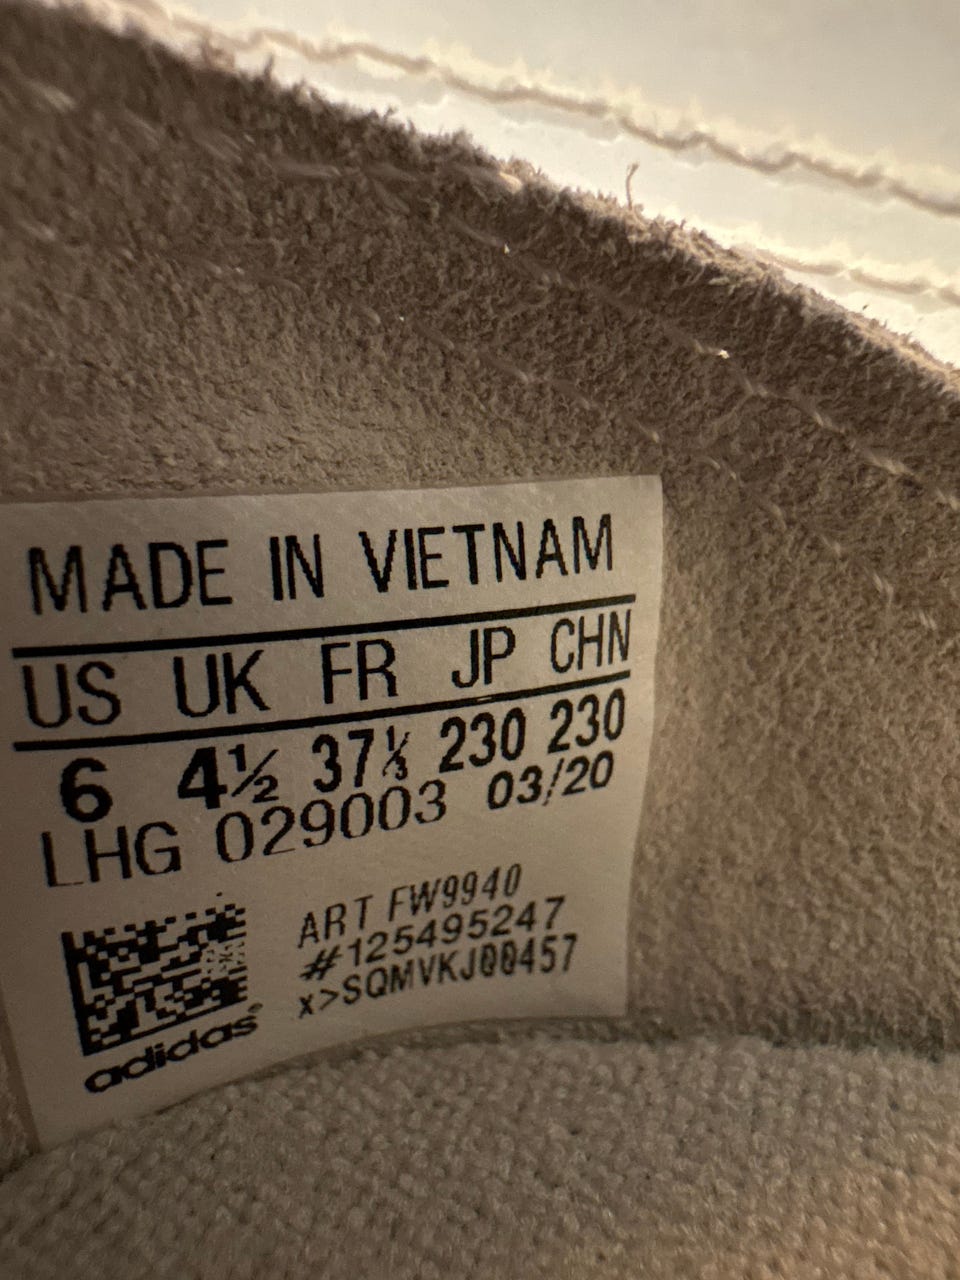 MADE IN VIETNAM
US UK FR JP CHN
6 4½ 37⅓ 230 230
LHG 029003 03/20
ART FW9940
#125495247
x>SQMVKJ00457
adidas®